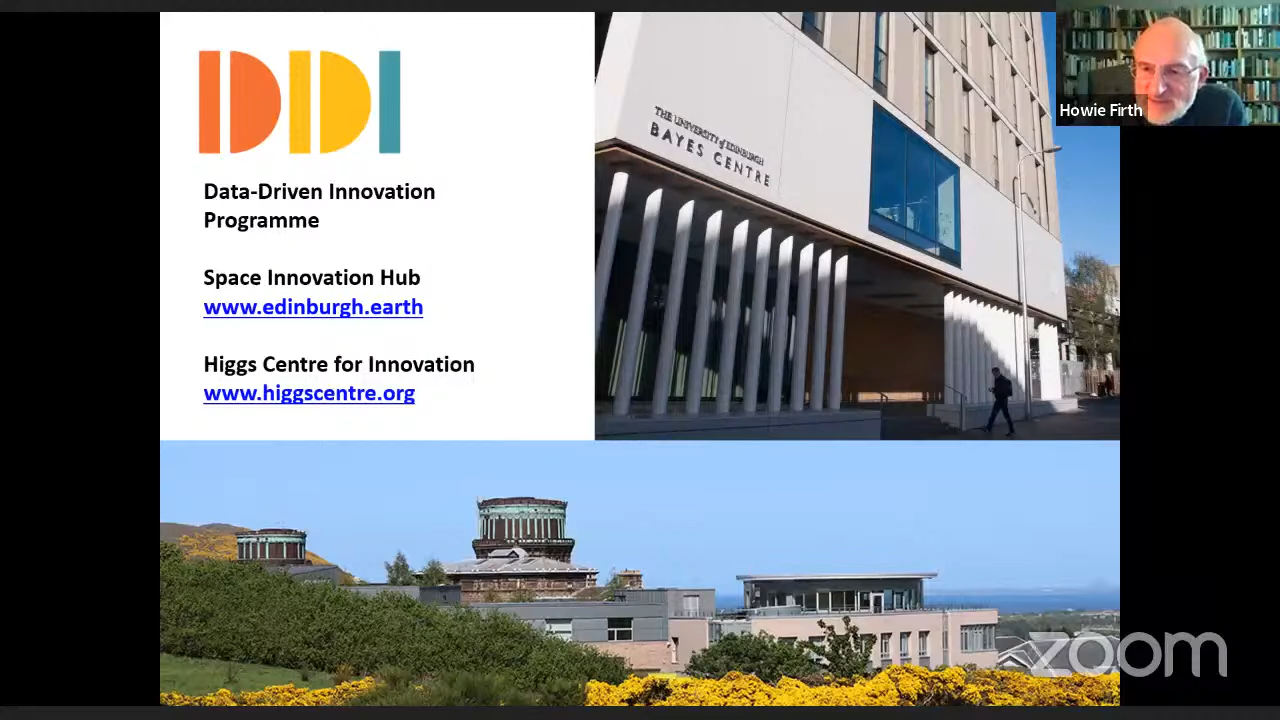 DDI
Data-Driven Innovation
Programme
Space Innovation Hub
www.edinburgh.earth
Higgs Centre for Innovation
www.higgscentre.org
THE UNIVERSITY of EDINBURGH
BAYES CENTRE
Howie Firth
zoom